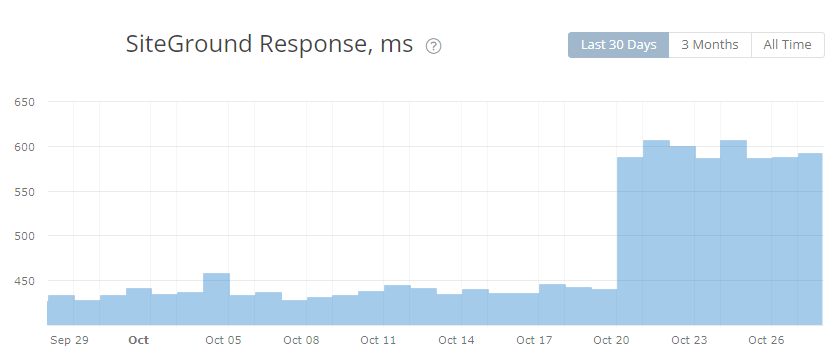 SiteGround Response, ms ?
Last 30 Days 3 Months All Time
650
600
550
500
450
Sep 29 Oct Oct 05 Oct 08 Oct 11 Oct 14 Oct 17 Oct 20 Oct 23 Oct 26